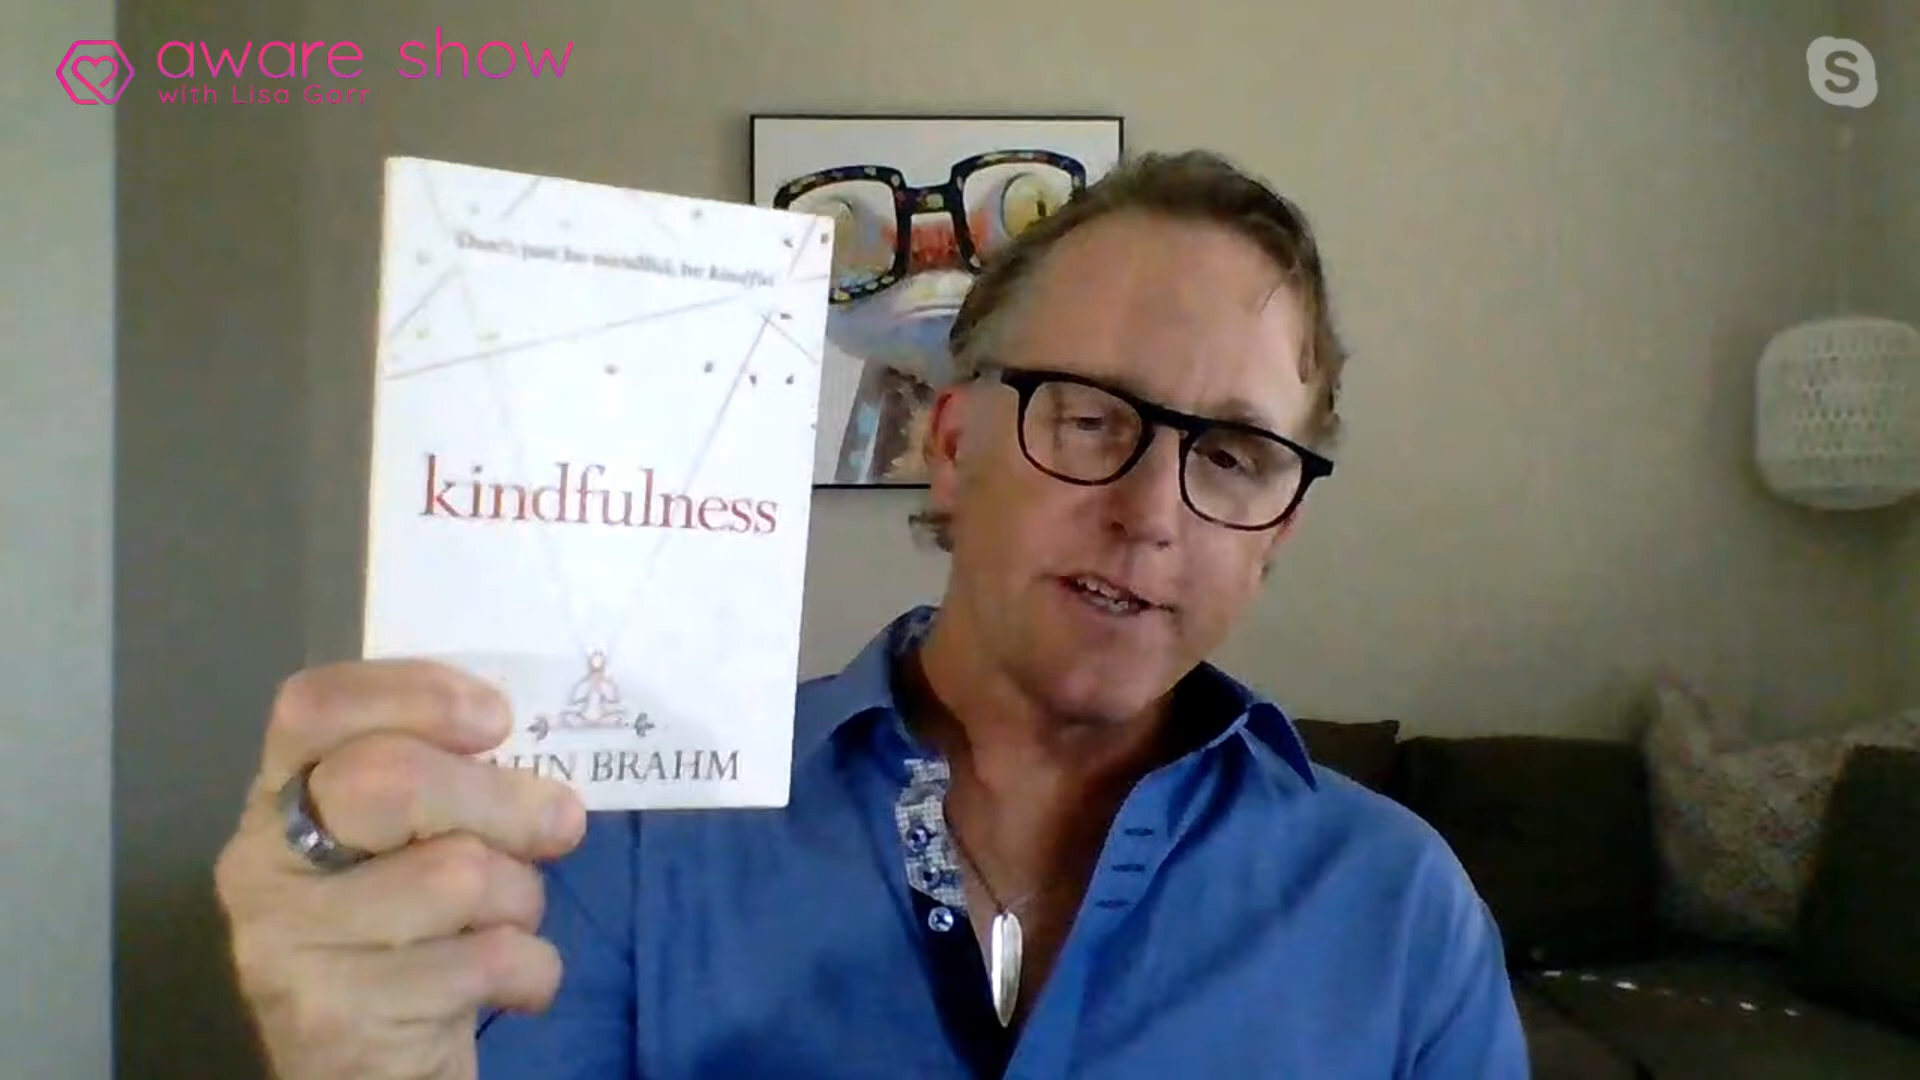 aware show
with Lisa Garr
S
Don't just be mindful, be kindful
kindfulness
BRAHM